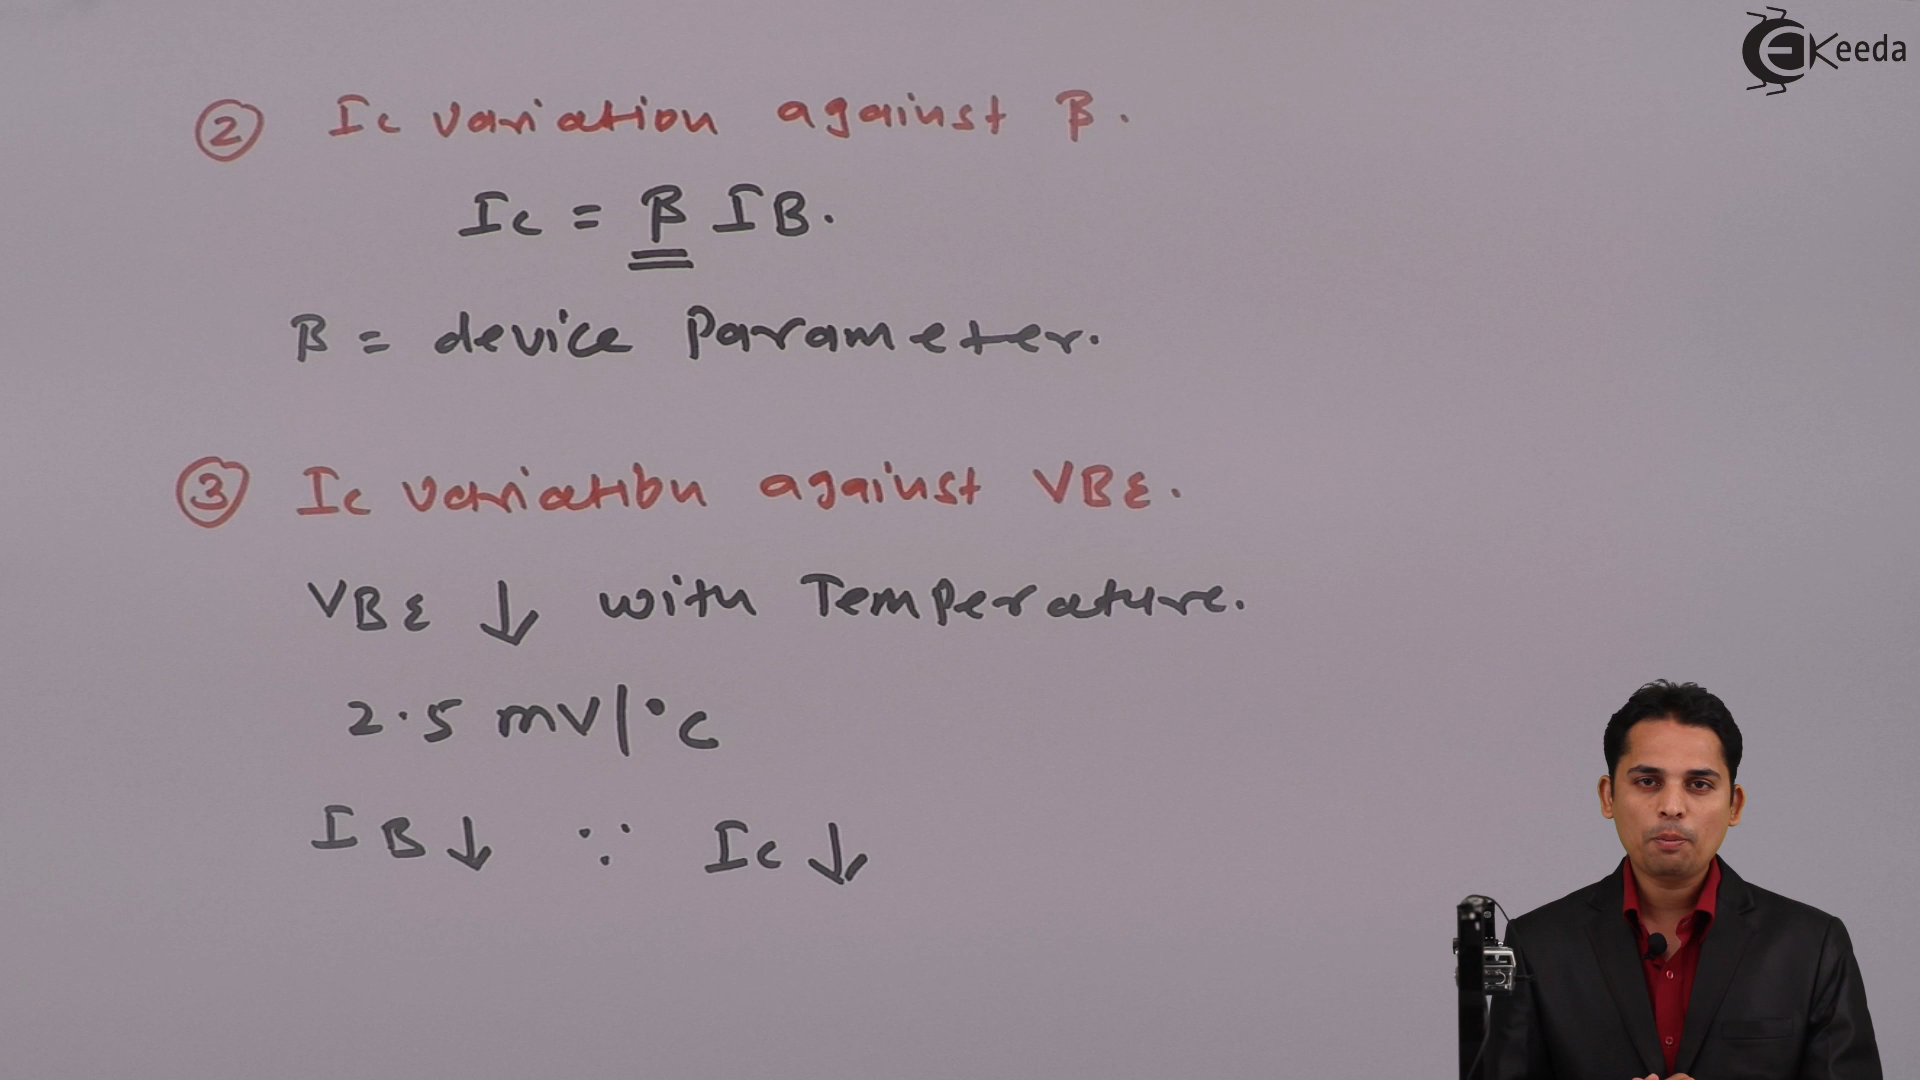 EKeeda
② Ic variation against β.
Ic = β IB.
β = device Parameter.
③ Ic variation against VBE.
VBE ↓ with Temperature.
2.5 mV/°C
IB ↓ ∵ Ic ↓